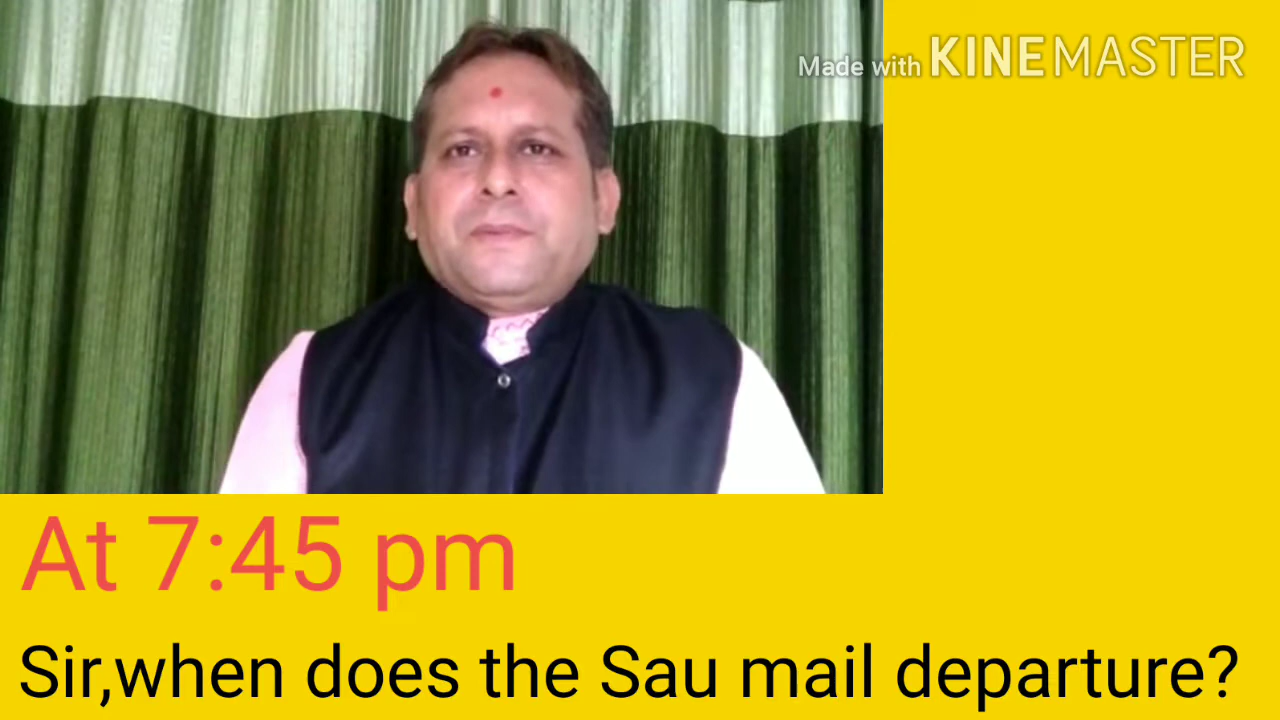 Made with KINEMASTER
At 7:45 pm
Sir,when does the Sau mail departure?